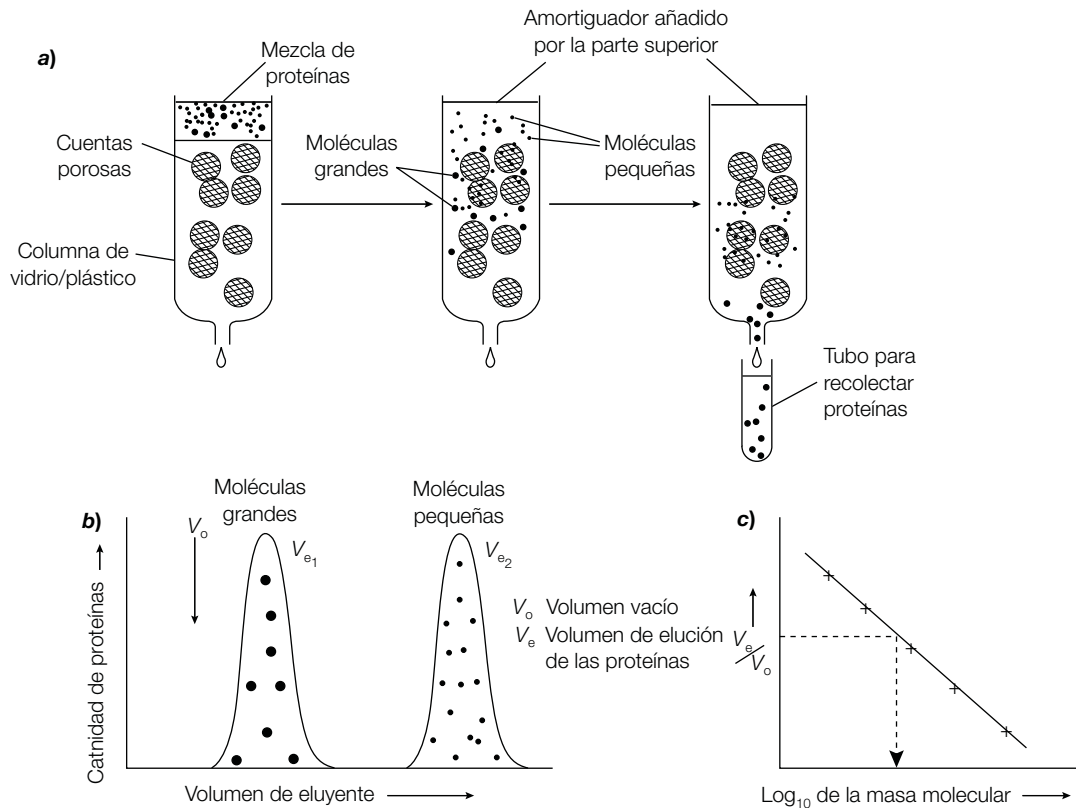 a)
Mezcla de
proteínas
Amortiguador añadido
por la parte superior
Cuentas
porosas
Moléculas
grandes
Moléculas
pequeñas
Columna de
vidrio/plástico
Tubo para
recolectar
proteínas
b)
Moléculas
grandes
Moléculas
pequeñas
Vo
Ve1
Ve2
Catnidad de proteínas
Vo Volumen vacío
Ve Volumen de elución
de las proteínas
Volumen de eluyente
c)
Ve/Vo
Log10 de la masa molecular